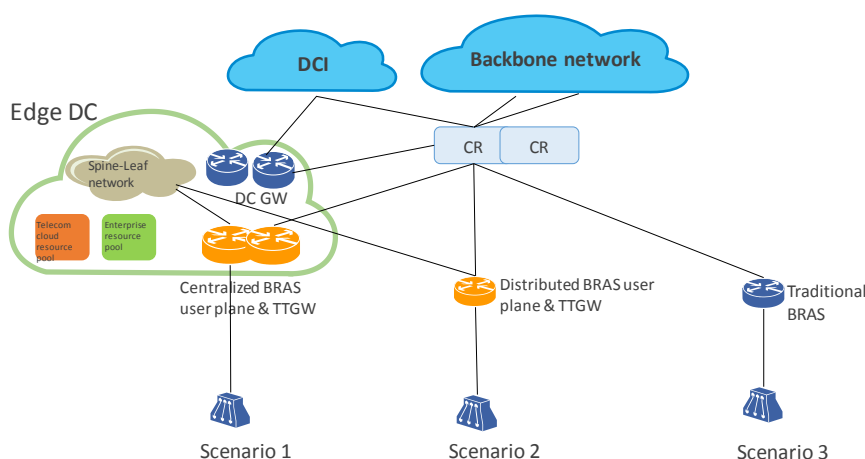 DCI
Backbone network
Edge DC
CR
CR
Spine-Leaf
network
DC GW
Telecom
cloud
resource
pool
Enterprise
resource
pool
Centralized BRAS
user plane & TTGW
Distributed BRAS user
plane & TTGW
Traditional
BRAS
Scenario 1
Scenario 2
Scenario 3